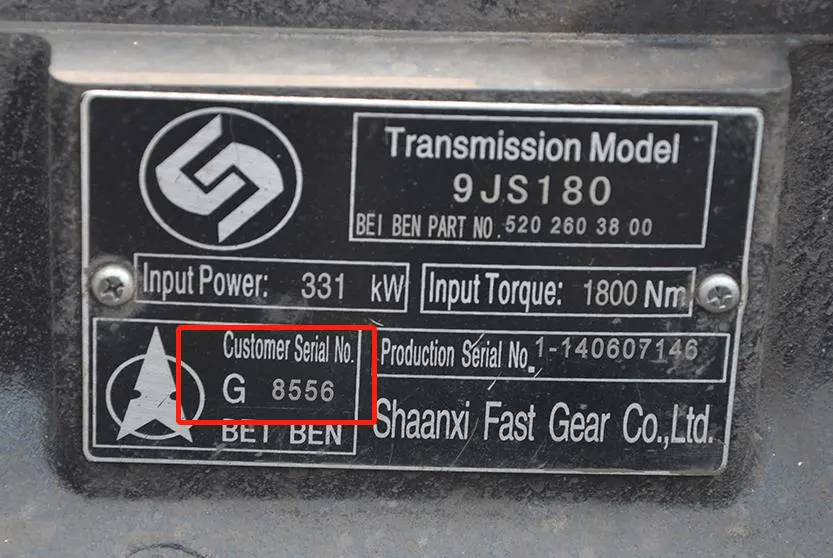 Transmission Model
9JS180
BEI BEN PART NO. 520 260 38 00
Input Power: 331 kW
Input Torque: 1800 Nm
Customer Serial No.
G 8556
BEI BEN
Production Serial No. 1-140607146
Shaanxi Fast Gear Co.,Ltd.